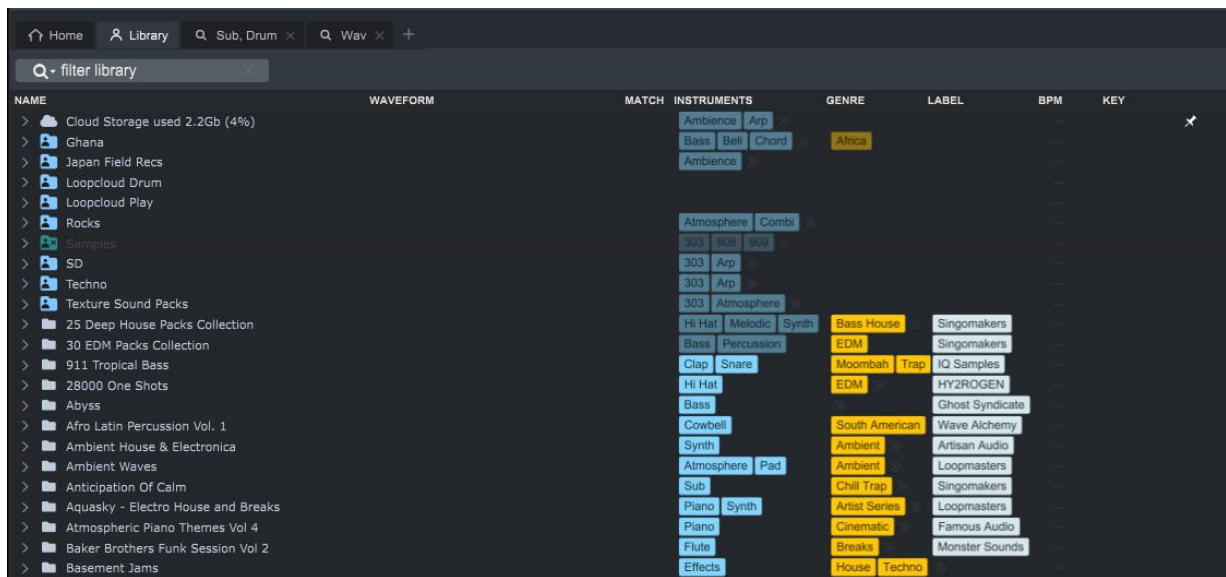 Home Library Sub, Drum × Wav × +
filter library ×
NAME WAVEFORM MATCH INSTRUMENTS GENRE LABEL BPM KEY
Cloud Storage used 2.2Gb (4%) Ambience Arp
Ghana Bass Bell Chord Africa
Japan Field Recs Ambience
Loopcloud Drum
Loopcloud Play
Rocks Atmosphere Combi
Samples 303 808 909
SD 303 Arp
Techno 303 Arp
Texture Sound Packs 303 Atmosphere
25 Deep House Packs Collection Hi Hat Melodic Synth Bass House Singomakers
30 EDM Packs Collection Bass Percussion EDM Singomakers
911 Tropical Bass Clap Snare Moombah Trap IQ Samples
28000 One Shots Hi Hat EDM HY2ROGEN
Abyss Bass Ghost Syndicate
Afro Latin Percussion Vol. 1 Cowbell South American Wave Alchemy
Ambient House & Electronica Synth Ambient Artisan Audio
Ambient Waves Atmosphere Pad Ambient Loopmasters
Anticipation Of Calm Sub Chill Trap Singomakers
Aquasky - Electro House and Breaks Piano Synth Artist Series Loopmasters
Atmospheric Piano Themes Vol 4 Piano Cinematic Famous Audio
Baker Brothers Funk Session Vol 2 Flute Breaks Monster Sounds
Basement Jams Effects House Techno